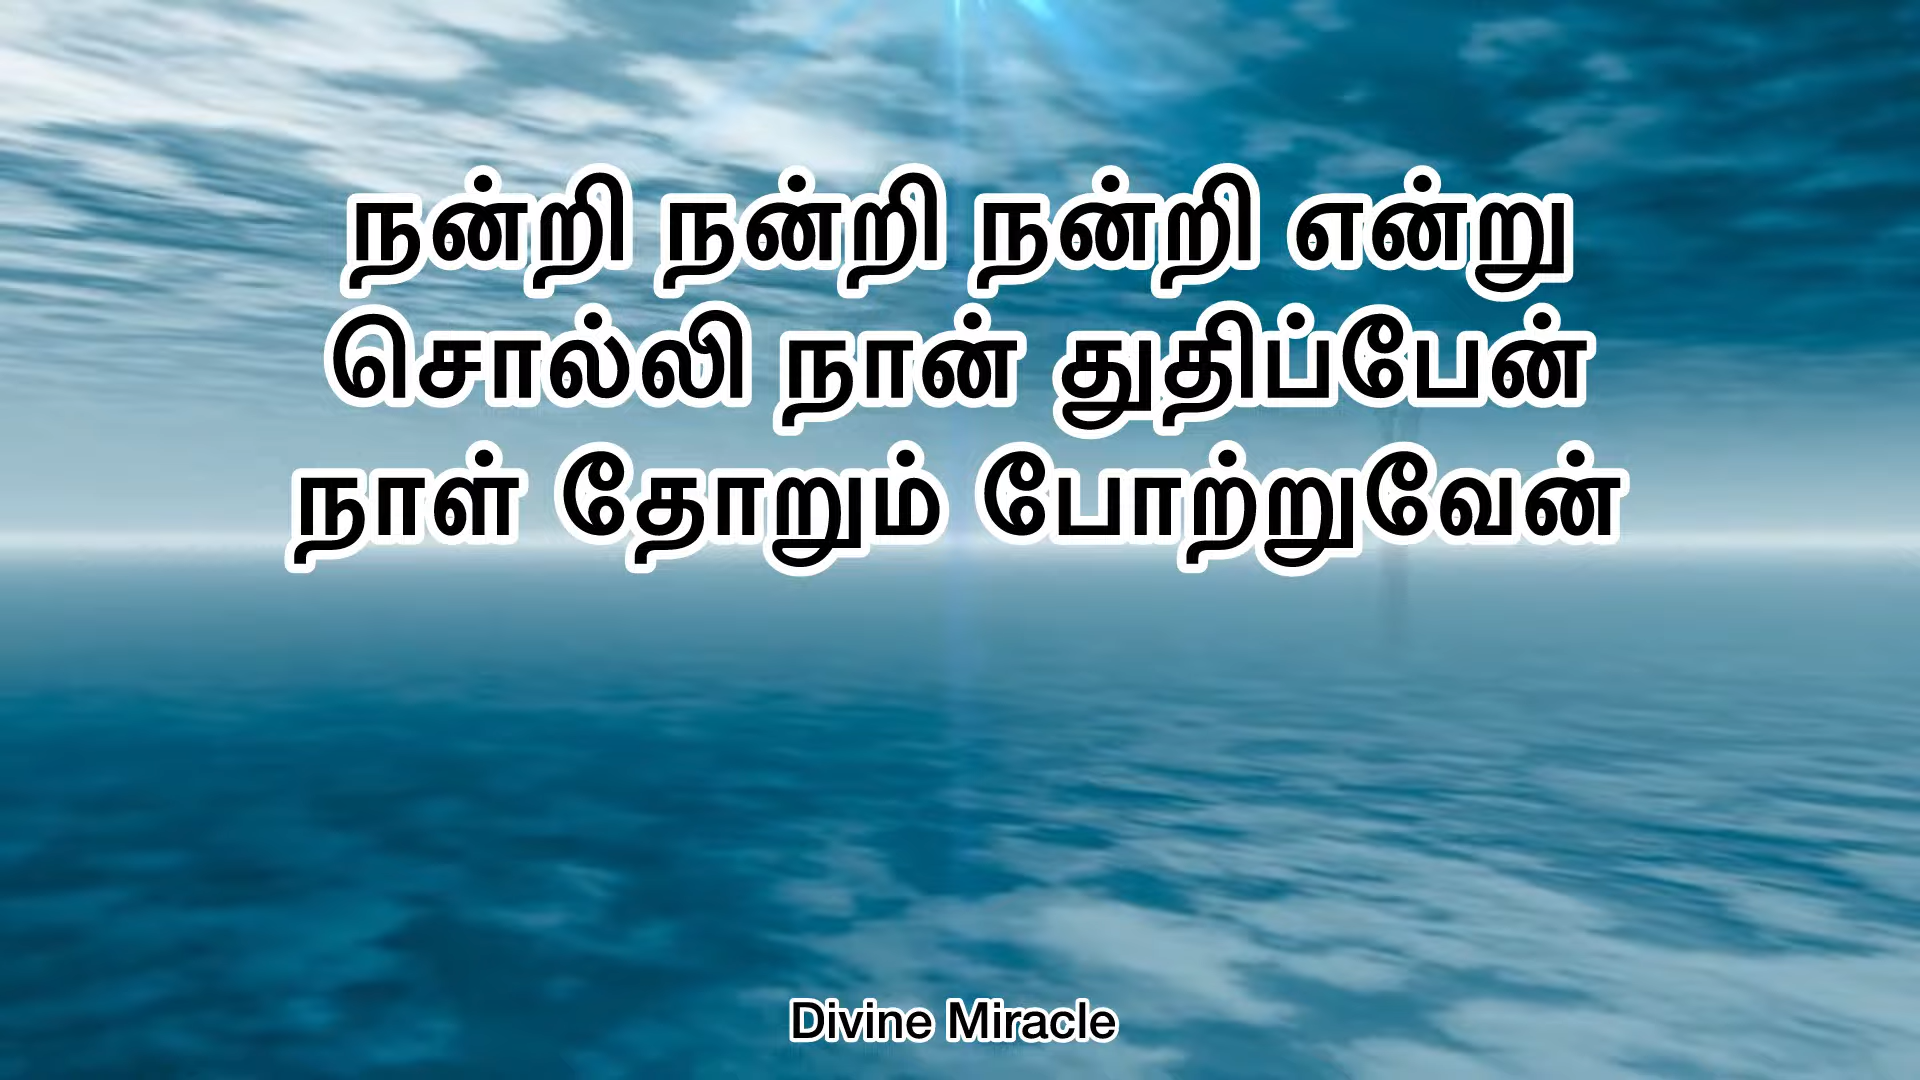 நன்றி நன்றி நன்றி என்று
சொல்லி நான் துதிப்பேன்
நாள் தோறும் போற்றுவேன்
Divine Miracle